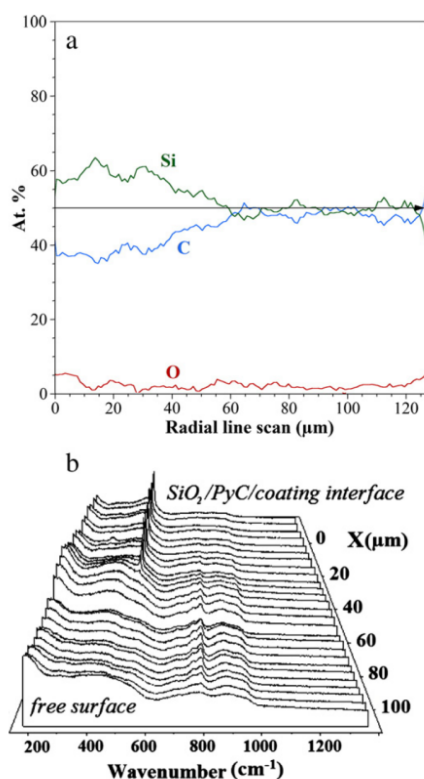 a
100
80
60
40
20
0
At. %
Si
C
O
0 20 40 60 80 100 120
Radial line scan (µm)
b
SiO2/PyC/coating interface
X(µm)
0
20
40
60
80
100
free surface
200 400 600 800 1000 1200
Wavenumber (cm-1)